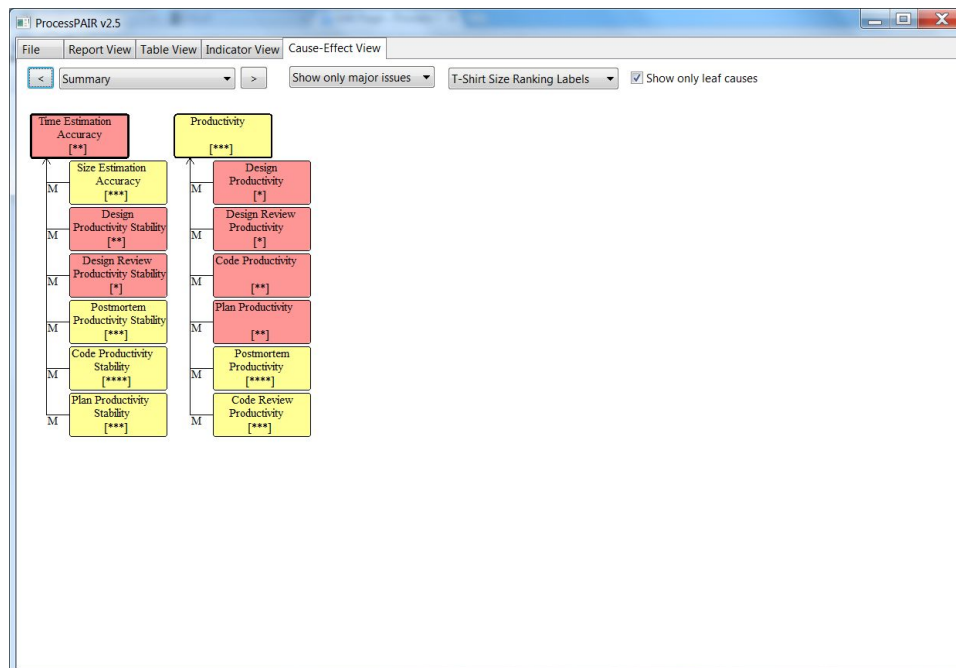 ProcessPAIR v2.5
File Report View Table View Indicator View Cause-Effect View
< Summary > Show only major issues T-Shirt Size Ranking Labels Show only leaf causes
Time Estimation
Accuracy
[**]
M
Size Estimation
Accuracy
[***]
M
Design
Productivity Stability
[**]
M
Design Review
Productivity Stability
[*]
M
Postmortem
Productivity Stability
[***]
M
Code Productivity
Stability
[****]
M
Plan Productivity
Stability
[***]
Productivity
[***]
M
Design
Productivity
[*]
M
Design Review
Productivity
[*]
M
Code Productivity
[**]
M
Plan Productivity
[**]
M
Postmortem
Productivity
[****]
M
Code Review
Productivity
[***]